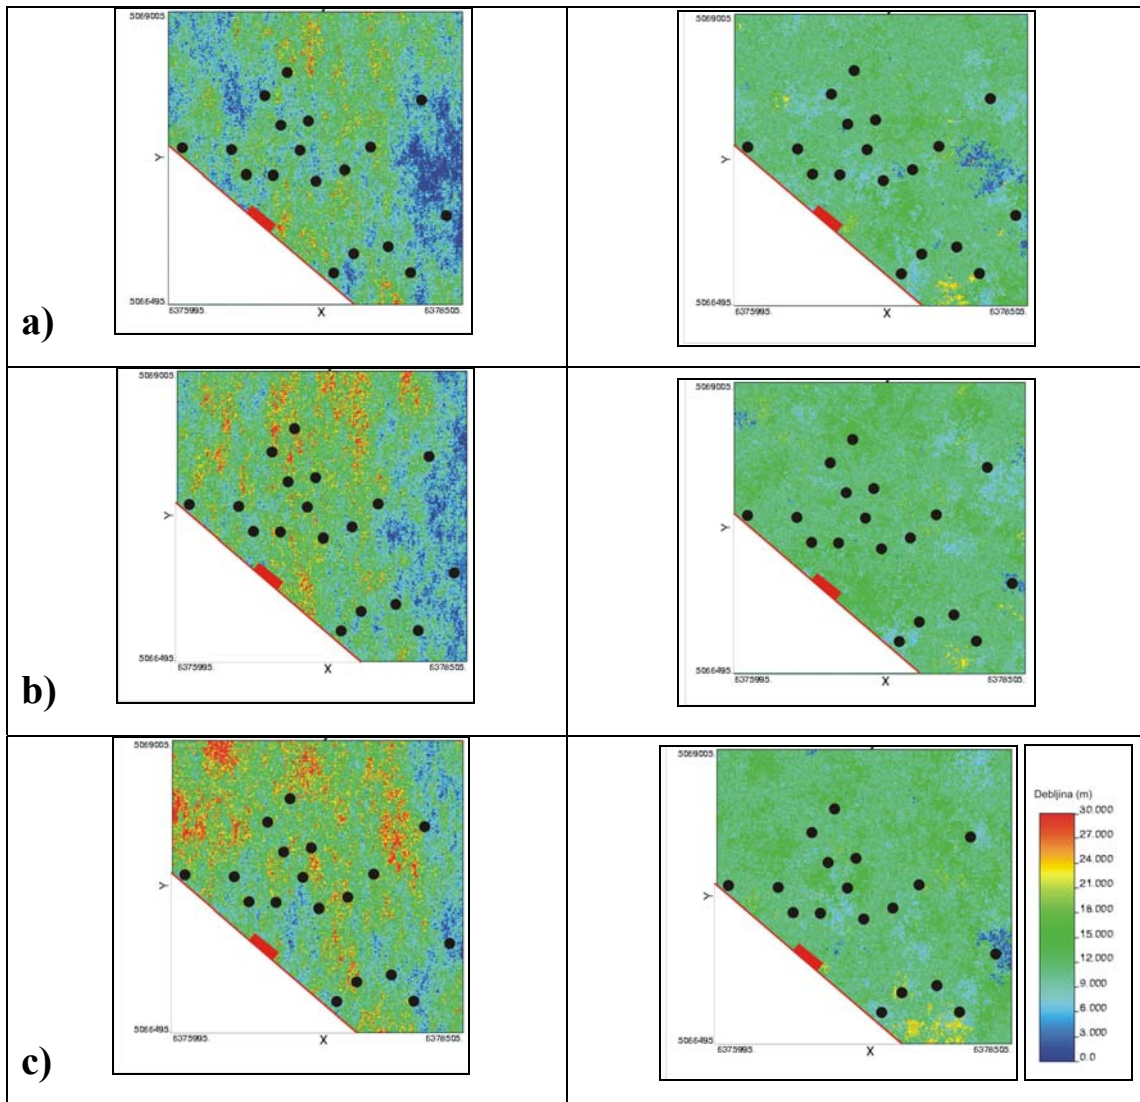 5069005.
Y
5066495.
6375995.
X
6378505.
5069005.
Y
5066495.
6375995.
X
6378505.
a)
5069005.
Y
5066495.
6375995.
X
6378505.
5069005.
Y
5066495.
6375995.
X
6378505.
b)
5069005.
Y
5066495.
6375995.
X
6378505.
5069005.
Y
5066495.
6375995.
X
6378505.
c)
Debljina (m)
30.000
27.000
24.000
21.000
18.000
15.000
12.000
9.000
6.000
3.000
0.0